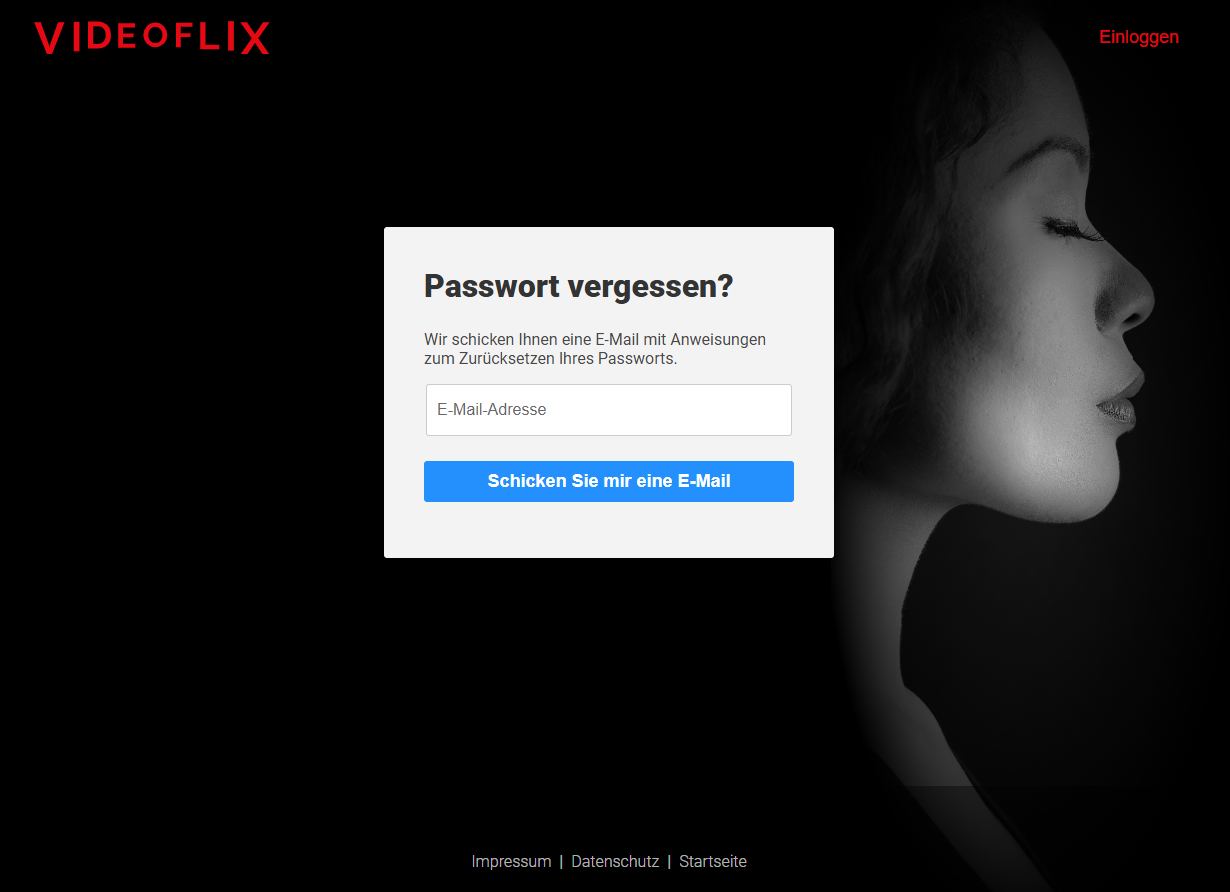 VIDEOFLIX
Einloggen
Passwort vergessen?
Wir schicken Ihnen eine E-Mail mit Anweisungen
zum Zurücksetzen Ihres Passworts.
E-Mail-Adresse
Schicken Sie mir eine E-Mail
Impressum | Datenschutz | Startseite